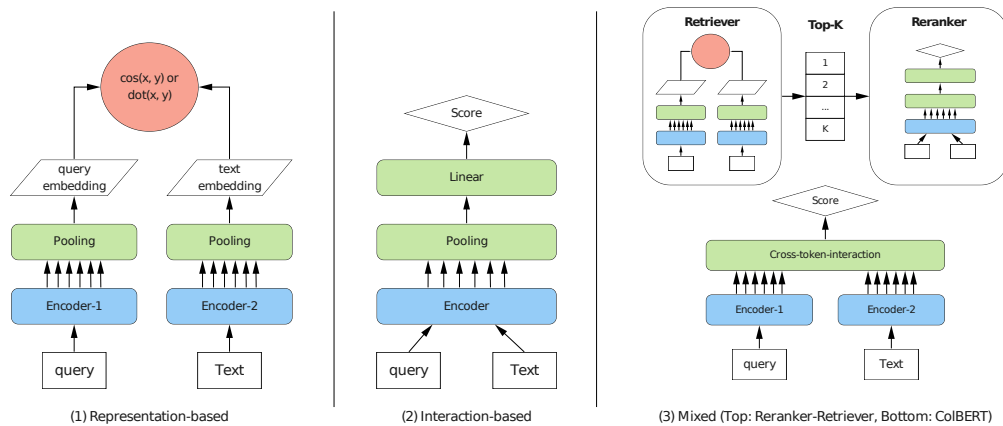 cos(x, y) or
dot(x, y)
query
embedding
text
embedding
Pooling
Pooling
Encoder-1
Encoder-2
query
Text
(1) Representation-based
Score
Linear
Pooling
Encoder
query
Text
(2) Interaction-based
Retriever
Top-K
1
2
...
K
Reranker
Score
Cross-token-interaction
Encoder-1
Encoder-2
query
Text
(3) Mixed (Top: Reranker-Retriever, Bottom: ColBERT)